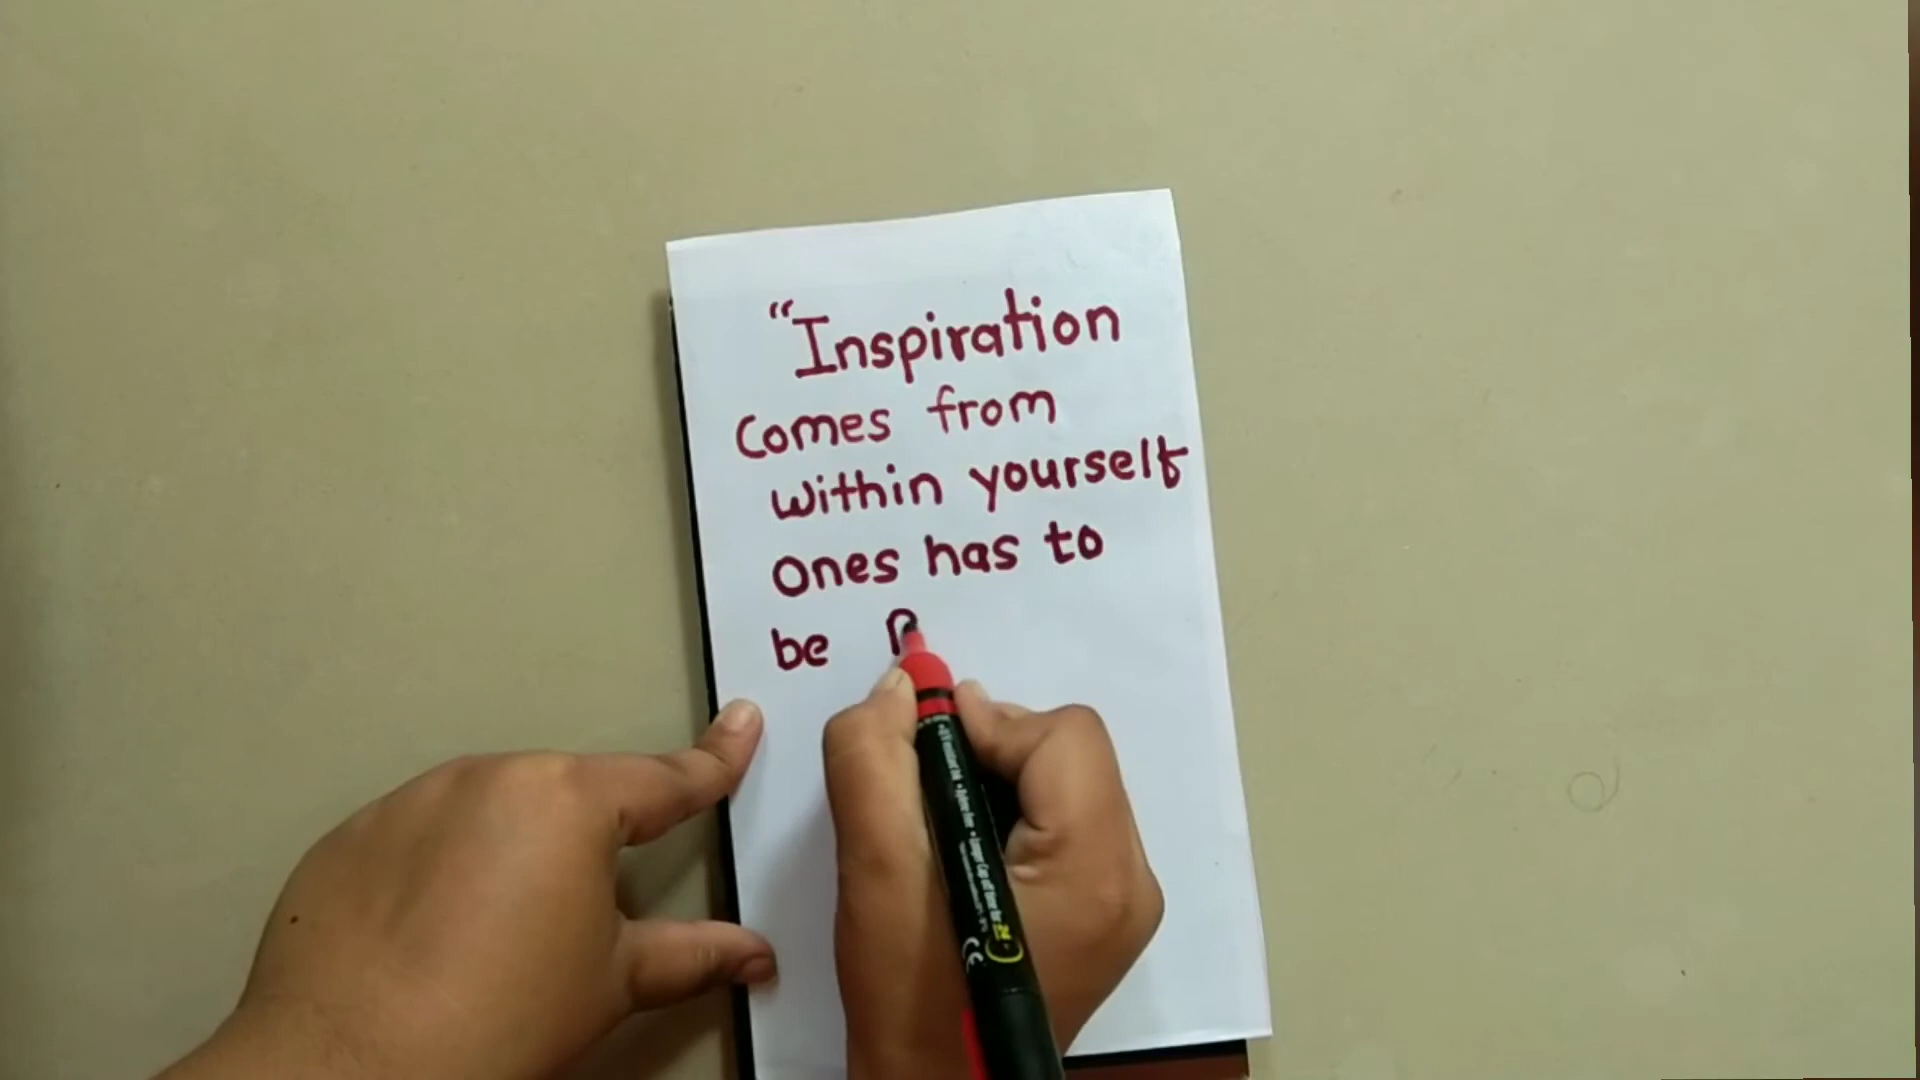 “Inspiration
Comes from
within yourself
Ones has to
be P